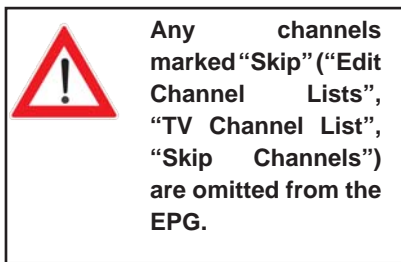 Any channels
marked “Skip” (“Edit
Channel Lists”,
“TV Channel List”,
“Skip Channels”)
are omitted from the
EPG.